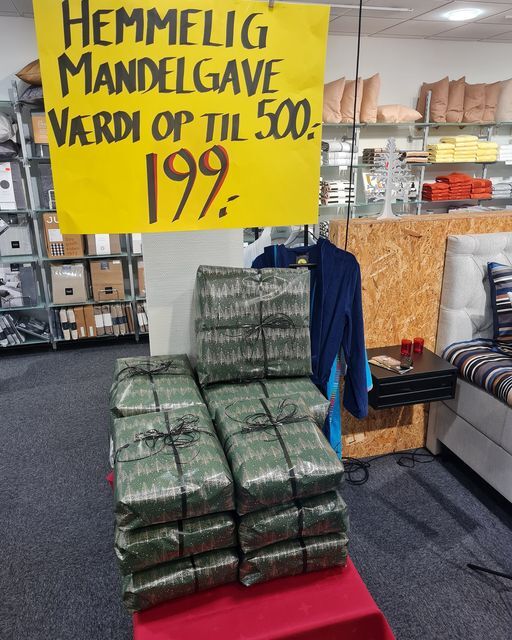 HEMMELIG
MANDELGAVE
VÆRDI OP TIL 500.-
199.-